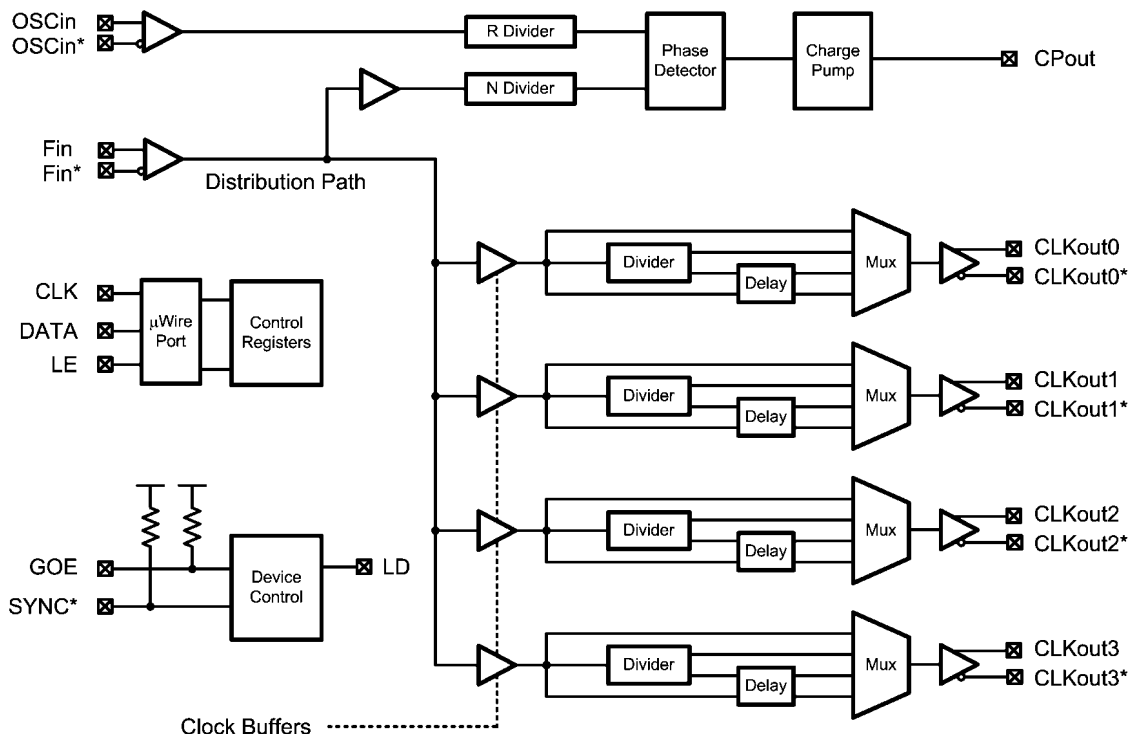 OSCin
OSCin*
R Divider
N Divider
Phase
Detector
Charge
Pump
CPout
Fin
Fin*
Distribution Path
CLK
DATA
LE
µWire
Port
Control
Registers
GOE
SYNC*
Device
Control
LD
Clock Buffers
Divider
Delay
Mux
CLKout0
CLKout0*
Divider
Delay
Mux
CLKout1
CLKout1*
Divider
Delay
Mux
CLKout2
CLKout2*
Divider
Delay
Mux
CLKout3
CLKout3*